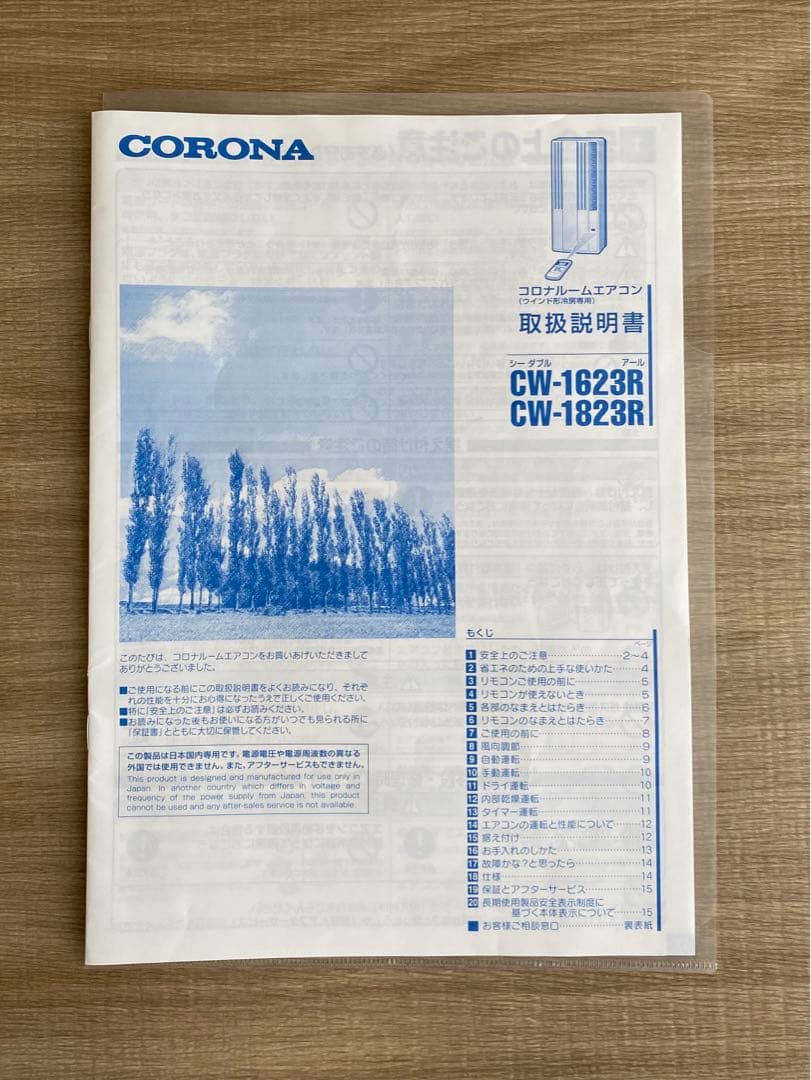 CORONA
コロナルームエアコン
(ウインド形冷房専用)
取扱説明書
シー ダブル アール
CW-1623R
CW-1823R
このたびは、コロナルームエアコンをお買いあげいただきまして
ありがとうございました。
■ご使用になる前にこの取扱説明書をよくお読みになり、それぞ
れの性能を十分にお心得になったうえで正しくご使用ください。
■特に「安全上のご注意」は必ずお読みください。
■お読みになった後もお使いになる方がいつでも見られる所に
「保証書」とともに大切に保管してください。
この製品は日本国内専用です。電源電圧や電源周波数の異なる
外国では使用できません。また、アフターサービスもできません。
This product is designed and manufactured for use only in
Japan. In another country which differs in voltage and
frequency of the power supply from Japan, this product
cannot be used and any after-sales service is not available.
もくじ
ページ
1 安全上のご注意 2〜4
2 省エネのための上手な使いかた 4
3 リモコンご使用の前に 5
4 リモコンが使えないとき 5
5 各部のなまえとはたらき 6
6 リモコンのなまえとはたらき 7
7 ご使用の前に 8
8 風向調節 9
9 自動運転 9
10 手動運転 10
11 ドライ運転 10
12 内部乾燥運転 11
13 タイマー運転 11
14 エアコンの運転と性能について 12
15 据え付け 12
16 お手入れのしかた 13
17 故障かな?と思ったら 14
18 仕様 14
19 保証とアフターサービス 15
20 長期使用製品安全表示制度に
基づく本体表示について 15
■ お客様ご相談窓口 裏表紙